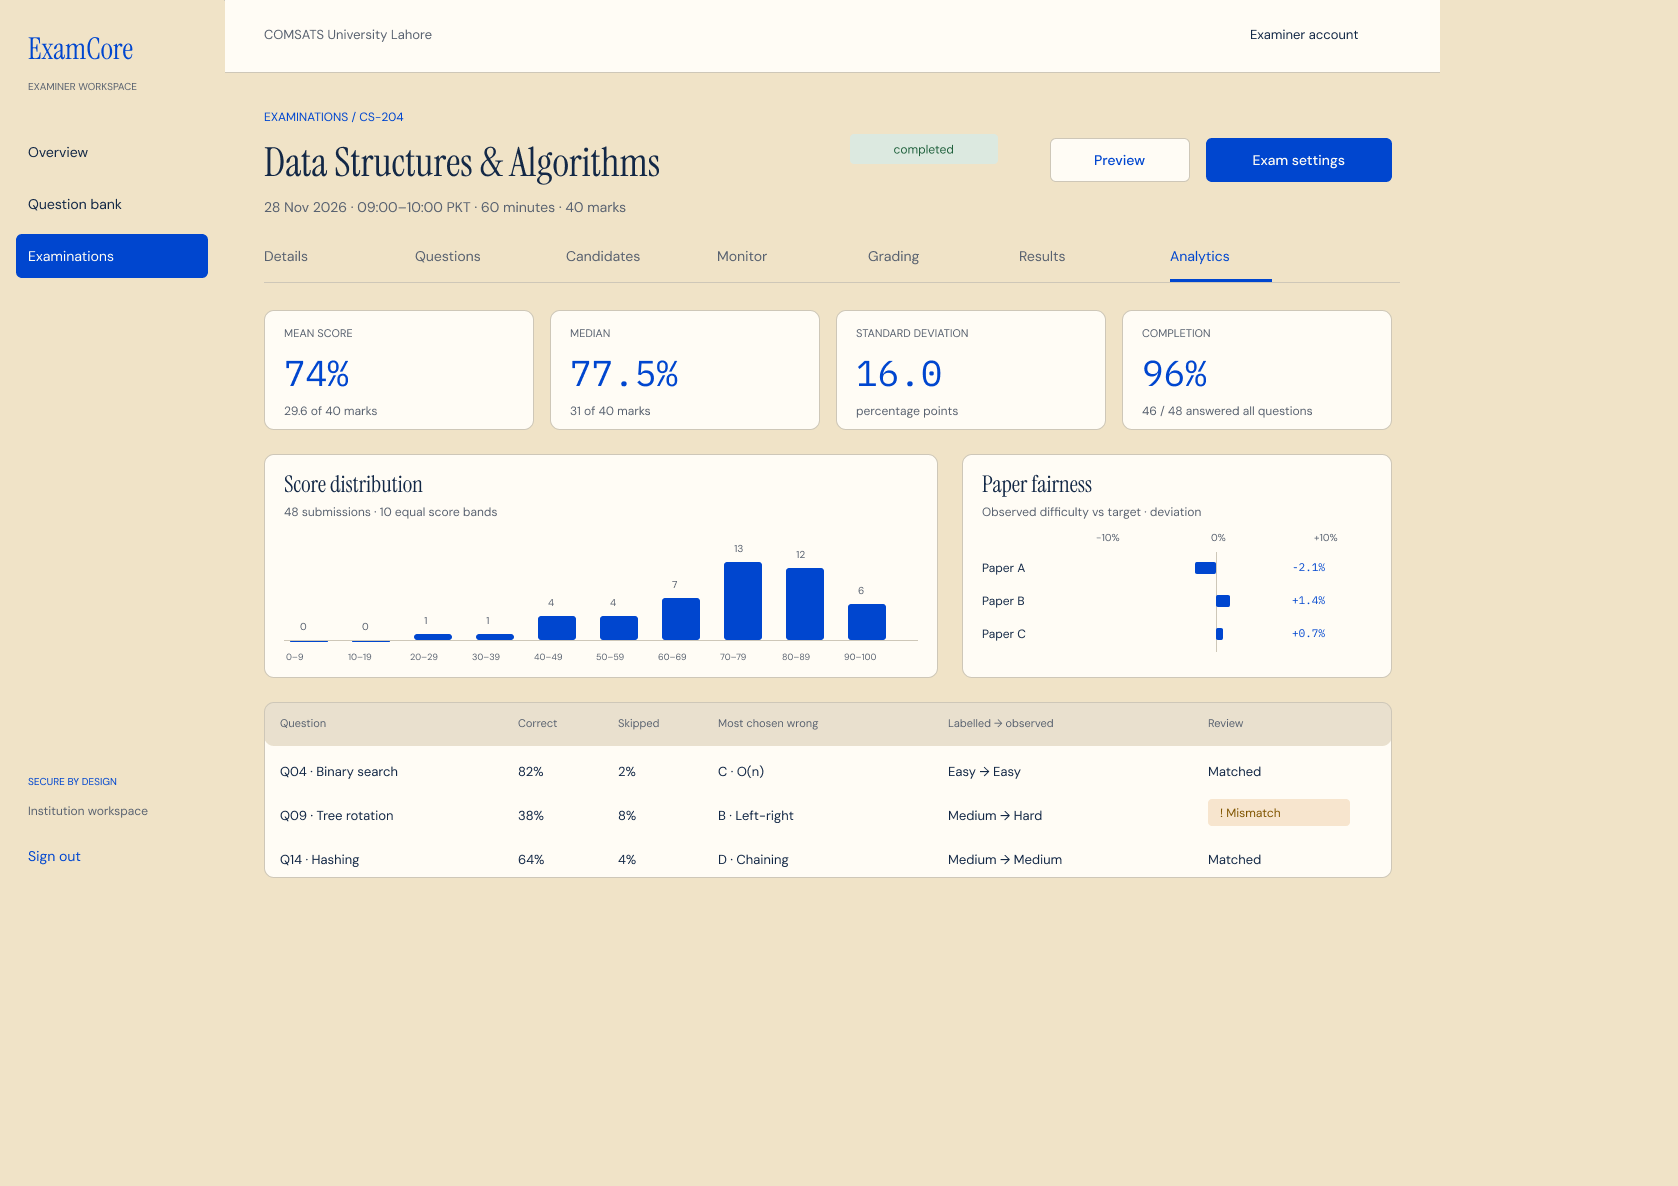 ExamCore
EXAMINER WORKSPACE
Overview
Question bank
Examinations
SECURE BY DESIGN
Institution workspace
Sign out
COMSATS University Lahore
Examiner account
EXAMINATIONS / CS-204
Data Structures & Algorithms
completed
Preview
Exam settings
28 Nov 2026 · 09:00–10:00 PKT · 60 minutes · 40 marks
Details Questions Candidates Monitor Grading Results Analytics
MEAN SCORE
74%
29.6 of 40 marks
MEDIAN
77.5%
31 of 40 marks
STANDARD DEVIATION
16.0
percentage points
COMPLETION
96%
46 / 48 answered all questions
Score distribution
48 submissions · 10 equal score bands
0 0 1 1 4 4 7 13 12 6
0–9 10–19 20–29 30–39 40–49 50–59 60–69 70–79 80–89 90–100
Paper fairness
Observed difficulty vs target · deviation
-10% 0% +10%
Paper A -2.1%
Paper B +1.4%
Paper C +0.7%
Question Correct Skipped Most chosen wrong Labelled → observed Review
Q04 · Binary search 82% 2% C · O(n) Easy → Easy Matched
Q09 · Tree rotation 38% 8% B · Left-right Medium → Hard ! Mismatch
Q14 · Hashing 64% 4% D · Chaining Medium → Medium Matched